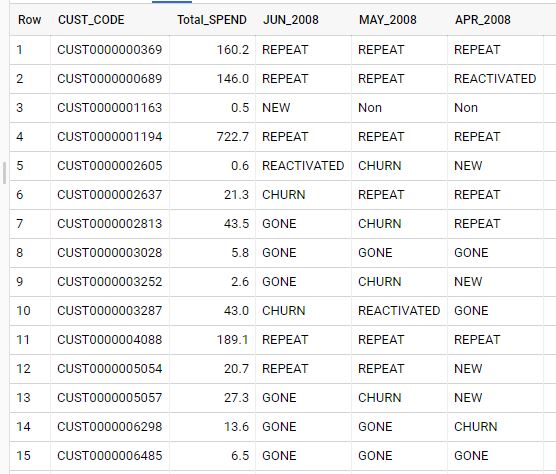 Row CUST_CODE Total_SPEND JUN_2008 MAY_2008 APR_2008
1 CUST0000000369 160.2 REPEAT REPEAT REPEAT
2 CUST0000000689 146.0 REPEAT REPEAT REACTIVATED
3 CUST0000001163 0.5 NEW Non Non
4 CUST0000001194 722.7 REPEAT REPEAT REPEAT
5 CUST0000002605 0.6 REACTIVATED CHURN NEW
6 CUST0000002637 21.3 CHURN REPEAT REPEAT
7 CUST0000002813 43.5 GONE CHURN REPEAT
8 CUST0000003028 5.8 GONE GONE GONE
9 CUST0000003252 2.6 GONE CHURN NEW
10 CUST0000003287 43.0 CHURN REACTIVATED GONE
11 CUST0000004088 189.1 REPEAT REPEAT REPEAT
12 CUST0000005054 20.7 REPEAT REPEAT NEW
13 CUST0000005057 27.3 GONE CHURN NEW
14 CUST0000006298 13.6 GONE GONE CHURN
15 CUST0000006485 6.5 GONE GONE GONE